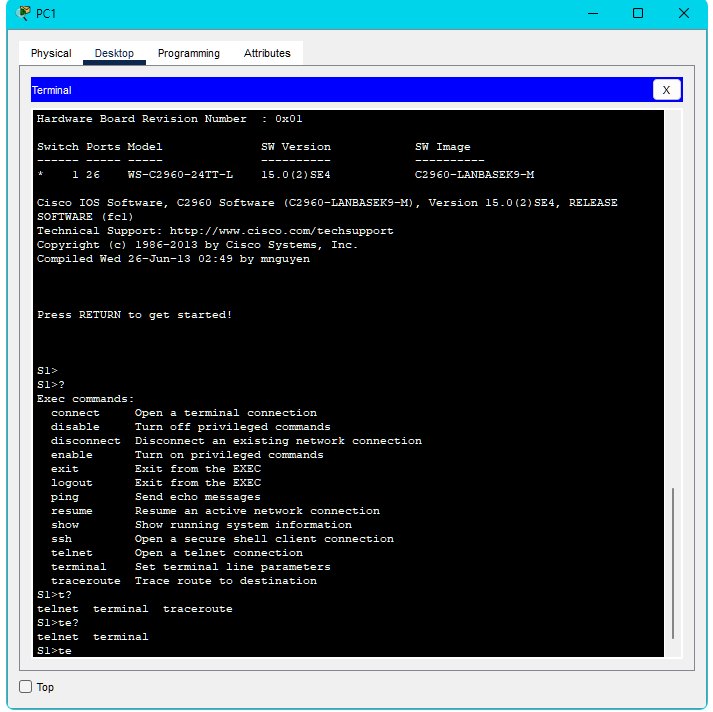 PC1
Physical Desktop Programming Attributes
Terminal X
Hardware Board Revision Number  : 0x01
Switch Ports Model              SW Version            SW Image
------ ----- -----              ----------            ----------
*    1 26    WS-C2960-24TT-L    15.0(2)SE4            C2960-LANBASEK9-M
Cisco IOS Software, C2960 Software (C2960-LANBASEK9-M), Version 15.0(2)SE4, RELEASE
SOFTWARE (fc1)
Technical Support: http://www.cisco.com/techsupport
Copyright (c) 1986-2013 by Cisco Systems, Inc.
Compiled Wed 26-Jun-13 02:49 by mnguyen
Press RETURN to get started!
S1>
S1>?
Exec commands:
  connect     Open a terminal connection
  disable     Turn off privileged commands
  disconnect  Disconnect an existing network connection
  enable      Turn on privileged commands
  exit        Exit from the EXEC
  logout      Exit from the EXEC
  ping        Send echo messages
  resume      Resume an active network connection
  show        Show running system information
  ssh         Open a secure shell client connection
  telnet      Open a telnet connection
  terminal    Set terminal line parameters
  traceroute  Trace route to destination
S1>t?
telnet  terminal  traceroute
S1>te?
telnet  terminal
S1>te
Top